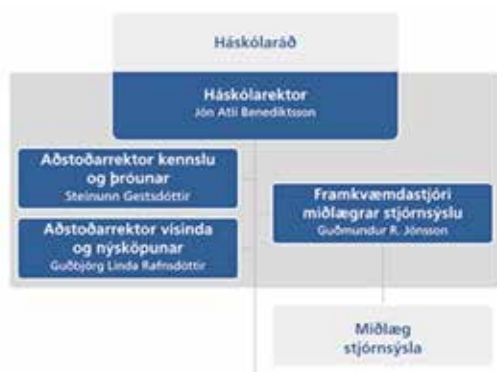 Háskólaráð
Háskólarektor
Jón Atli Benediktsson
Aðstoðarrektor kennslu
og þróunar
Steinunn Gestsdóttir
Aðstoðarrektor vísinda
og nýsköpunar
Guðbjörg Linda Rafnsdóttir
Framkvæmdastjóri
miðlægrar stjórnsýslu
Guðmundur R. Jónsson
Miðlæg
stjórnsýsla